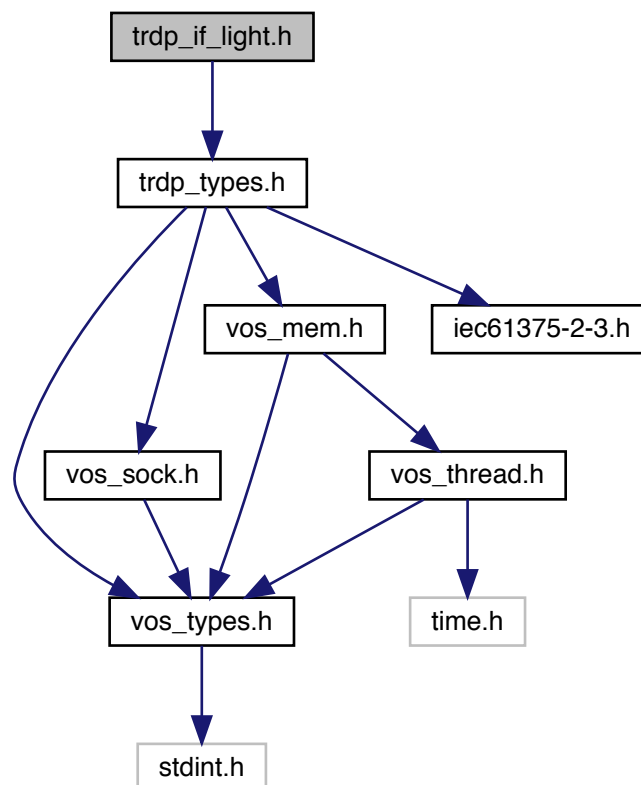 trdp_if_light.h
trdp_types.h
vos_mem.h
iec61375-2-3.h
vos_sock.h
vos_thread.h
vos_types.h
time.h
stdint.h